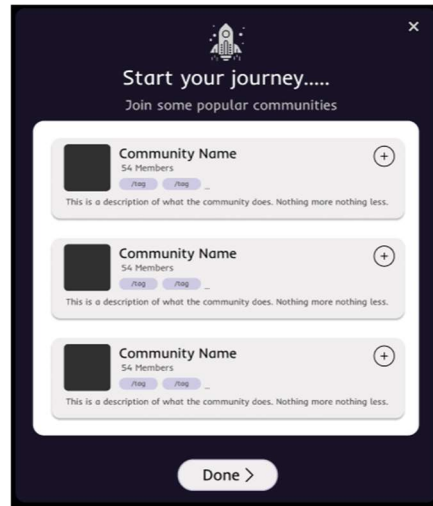 Start your journey.....
Join some popular communities
Community Name
54 Members
/tag /tag _
This is a description of what the community does. Nothing more nothing less.
Community Name
54 Members
/tag /tag _
This is a description of what the community does. Nothing more nothing less.
Community Name
54 Members
/tag /tag _
This is a description of what the community does. Nothing more nothing less.
Done >